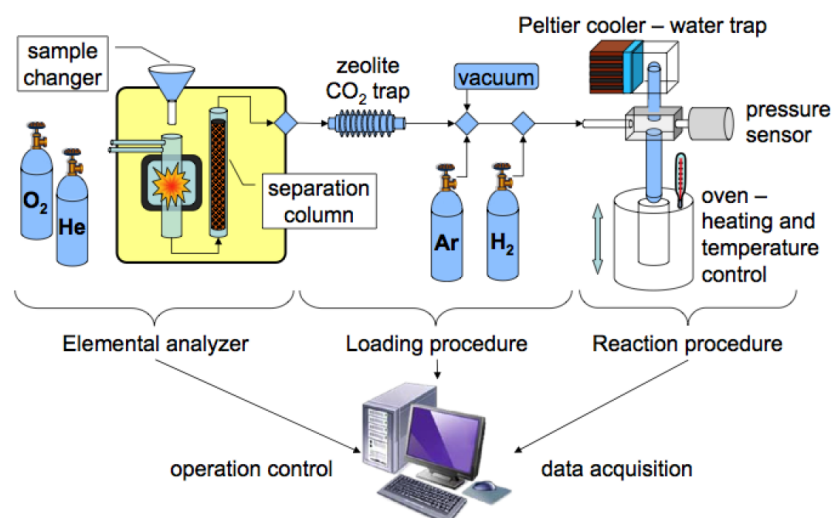 Peltier cooler – water trap
sample
changer
zeolite
CO₂ trap
vacuum
pressure
sensor
separation
column
O₂
He
Ar
H₂
oven –
heating and
temperature
control
Elemental analyzer
Loading procedure
Reaction procedure
operation control
data acquisition